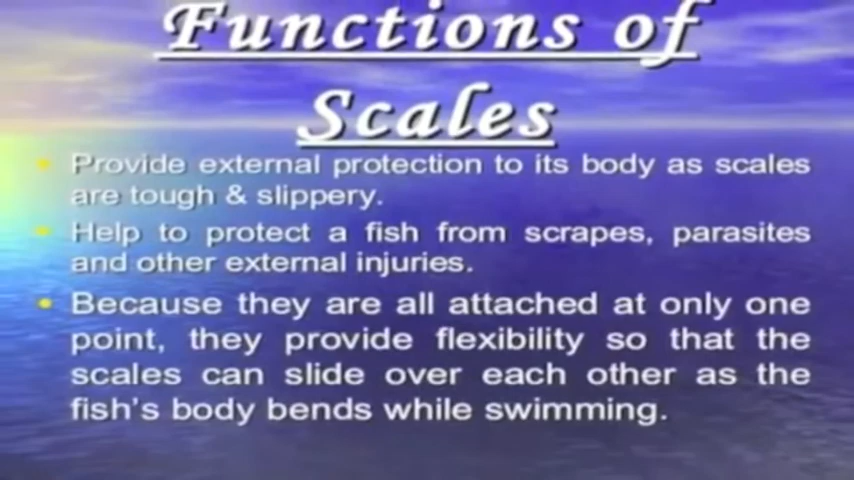 Functions of
Scales
• Provide external protection to its body as scales
are tough & slippery.
• Help to protect a fish from scrapes, parasites
and other external injuries.
• Because they are all attached at only one
point, they provide flexibility so that the
scales can slide over each other as the
fish's body bends while swimming.